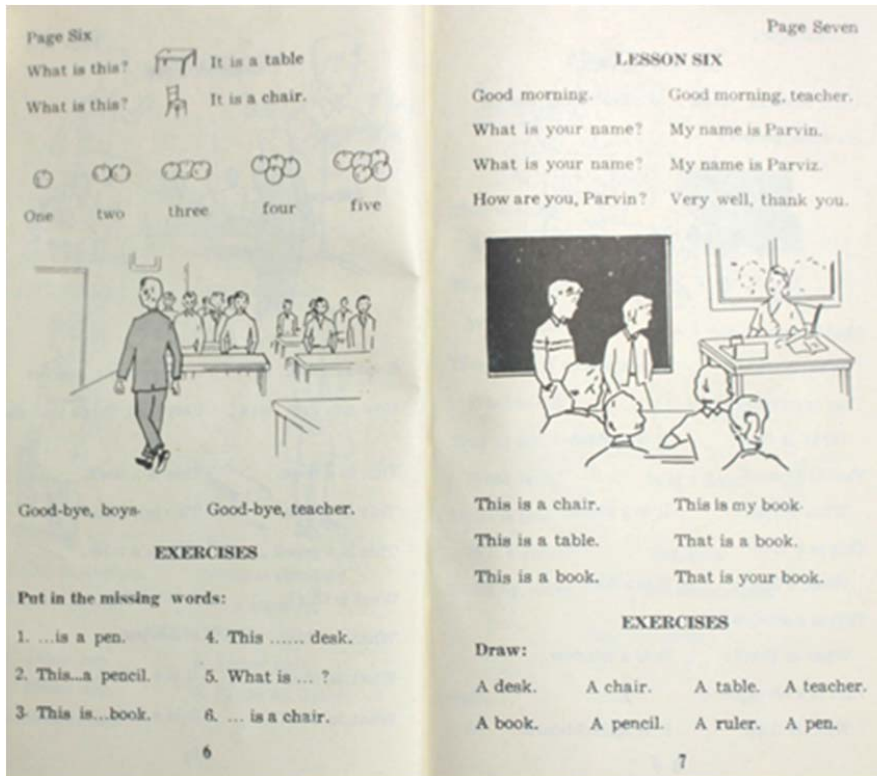 Page Six
What is this? It is a table
What is this? It is a chair.
One two three four five
Good-bye, boys. Good-bye, teacher.
EXERCISES
Put in the missing words:
1. ...is a pen. 4. This ...... desk.
2. This...a pencil. 5. What is ... ?
3. This is...book. 6. ... is a chair.
6
Page Seven
LESSON SIX
Good morning. Good morning, teacher.
What is your name? My name is Parvin.
What is your name? My name is Parviz.
How are you, Parvin? Very well, thank you.
This is a chair. This is my book.
This is a table. That is a book.
This is a book. That is your book.
EXERCISES
Draw:
A desk. A chair. A table. A teacher.
A book. A pencil. A ruler. A pen.
7